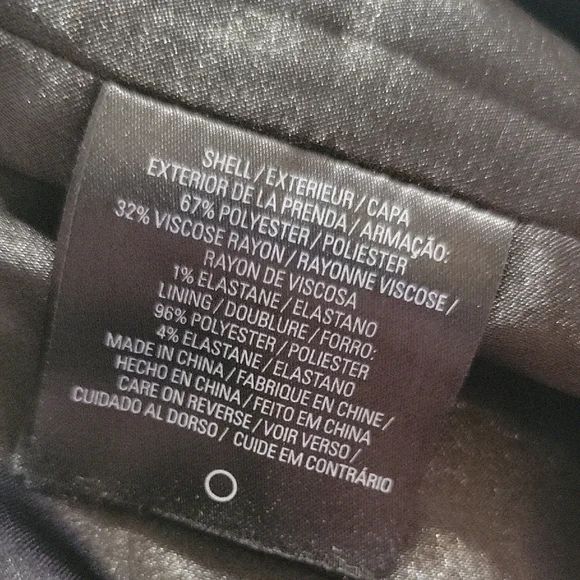 SHELL / EXTERIEUR / CAPA
EXTERIOR DE LA PRENDA / ARMAÇÃO:
67% POLYESTER / POLIESTER
32% VISCOSE RAYON / RAYONNE VISCOSE /
RAYON DE VISCOSA
1% ELASTANE / ELASTANO
LINING / DOUBLURE / FORRO:
96% POLYESTER / POLIESTER
4% ELASTANE / ELASTANO
MADE IN CHINA / FABRIQUE EN CHINE /
HECHO EN CHINA / FEITO EM CHINA
CARE ON REVERSE / VOIR VERSO /
CUIDADO AL DORSO / CUIDE EM CONTRÁRIO